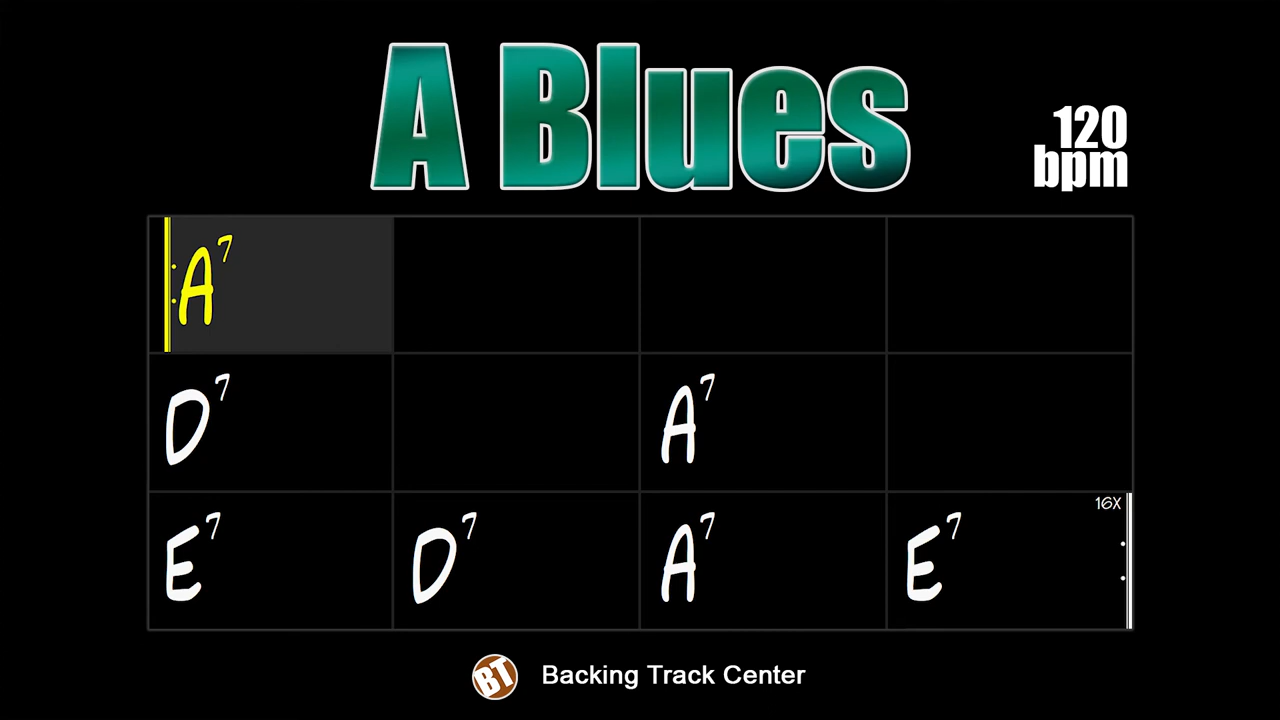 A Blues
120
bpm
A7
D7 A7
16X
E7 D7 A7 E7
BT Backing Track Center